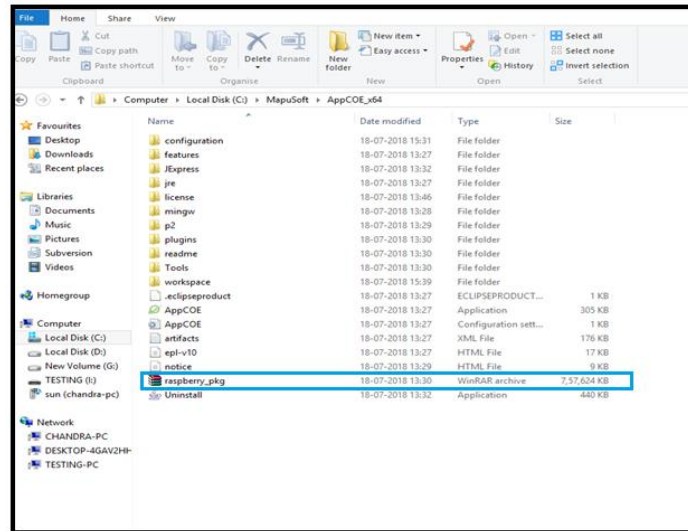 File Home Share View
Copy Paste Cut Copy path Paste shortcut Move to Copy to Delete Rename New folder New item Easy access Properties Open Edit History Select all Select none Invert selection
Clipboard Organise New Open Select
Computer Local Disk (C:) MapuSoft AppCOE_x64
Name Date modified Type Size
Favourites
Desktop
Downloads
Recent places
Libraries
Documents
Music
Pictures
Subversion
Videos
Homegroup
Computer
Local Disk (C:)
Local Disk (D:)
New Volume (G:)
TESTING (I:)
sun (chandra-pc)
Network
CHANDRA-PC
DESKTOP-4GAV2HH
TESTING-PC
configuration 18-07-2018 15:31 File folder
features 18-07-2018 13:27 File folder
JExpress 18-07-2018 13:32 File folder
jre 18-07-2018 13:27 File folder
license 18-07-2018 13:46 File folder
mingw 18-07-2018 13:28 File folder
p2 18-07-2018 13:29 File folder
plugins 18-07-2018 13:30 File folder
readme 18-07-2018 13:30 File folder
Tools 18-07-2018 13:30 File folder
workspace 18-07-2018 15:39 File folder
.eclipseproduct 18-07-2018 13:27 ECLIPSEPRODUCT... 1 KB
AppCOE 18-07-2018 13:27 Application 305 KB
AppCOE 18-07-2018 13:27 Configuration sett... 1 KB
artifacts 18-07-2018 13:27 XML File 176 KB
epl-v10 18-07-2018 13:27 HTML File 17 KB
notice 18-07-2018 13:29 HTML File 9 KB
raspberry_pkg 18-07-2018 13:30 WinRAR archive 7,57,624 KB
Uninstall 18-07-2018 13:32 Application 440 KB